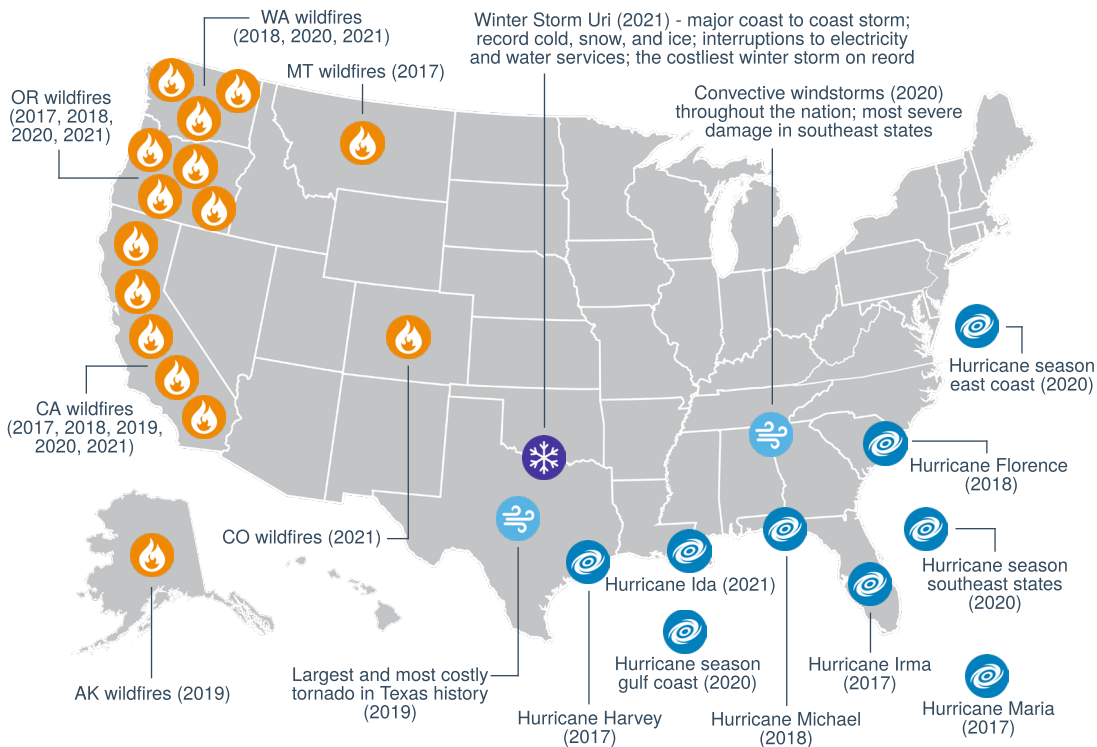 WA wildfires
(2018, 2020, 2021)
Winter Storm Uri (2021) - major coast to coast storm;
record cold, snow, and ice; interruptions to electricity
and water services; the costliest winter storm on reord
MT wildfires (2017)
OR wildfires
(2017, 2018,
2020, 2021)
Convective windstorms (2020)
throughout the nation; most severe
damage in southeast states
Hurricane season
east coast (2020)
CA wildfires
(2017, 2018, 2019,
2020, 2021)
Hurricane Florence
(2018)
CO wildfires (2021)
Hurricane Ida (2021)
Hurricane season
southeast states
(2020)
Hurricane season
gulf coast (2020)
Hurricane Irma
(2017)
AK wildfires (2019)
Largest and most costly
tornado in Texas history
(2019)
Hurricane Harvey
(2017)
Hurricane Michael
(2018)
Hurricane Maria
(2017)